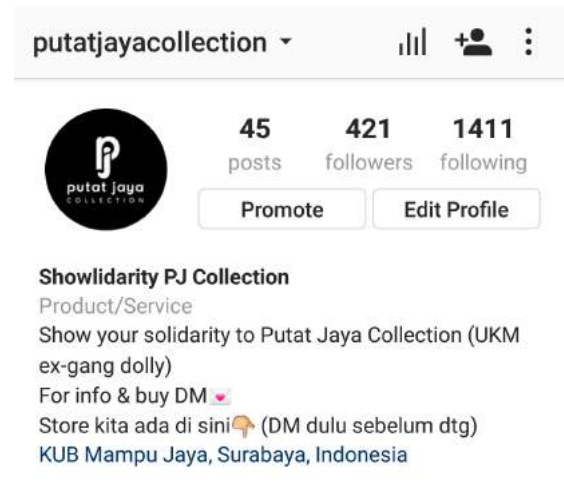 putatjayacollection
45 421 1411
posts followers following
pj
putat jaya
COLLECTION
Promote Edit Profile
Showlidarity PJ Collection
Product/Service
Show your solidarity to Putat Jaya Collection (UKM
ex-gang dolly)
For info & buy DM💌
Store kita ada di sini👇🏼 (DM dulu sebelum dtg)
KUB Mampu Jaya, Surabaya, Indonesia